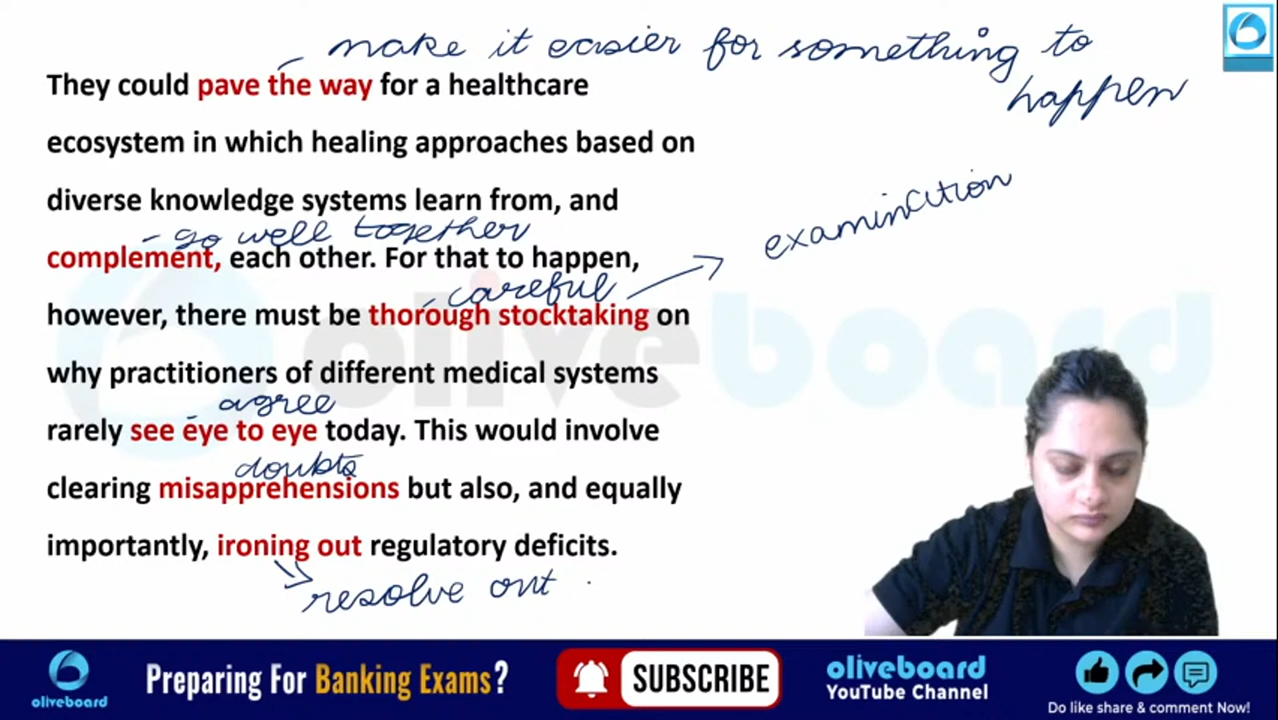 make it easier for something to
happen
They could pave the way for a healthcare
ecosystem in which healing approaches based on
diverse knowledge systems learn from, and
go well together
complement, each other. For that to happen,
careful
examination
however, there must be thorough stocktaking on
why practitioners of different medical systems
agree
rarely see eye to eye today. This would involve
doubts
clearing misapprehensions but also, and equally
importantly, ironing out regulatory deficits.
resolve out
oliveboard
oliveboard
Preparing For Banking Exams?
SUBSCRIBE
oliveboard
YouTube Channel
Do like share & comment Now!